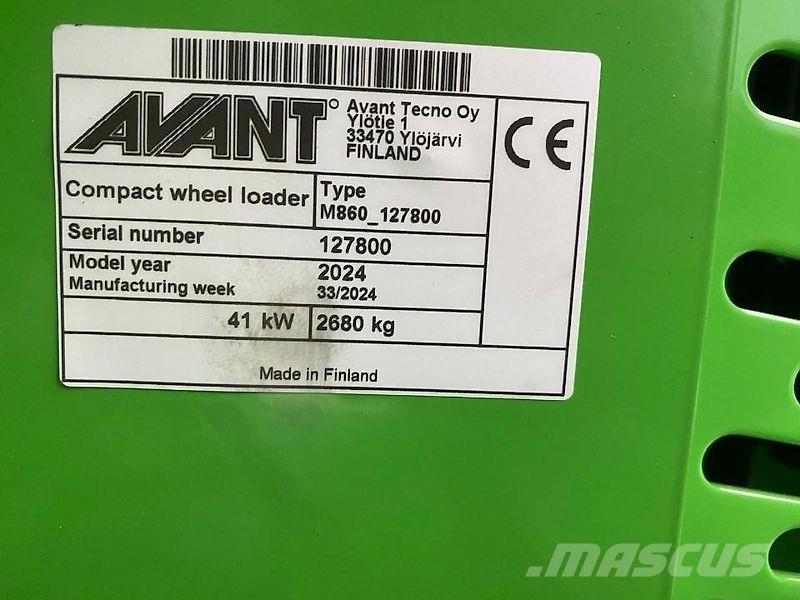 AVANT
Avant Tecno Oy
Ylötie 1
33470 Ylöjärvi
FINLAND
CE
Compact wheel loader
Type
M860_127800
Serial number
127800
Model year
2024
Manufacturing week
33/2024
41 kW
2680 kg
Made in Finland
.mascus